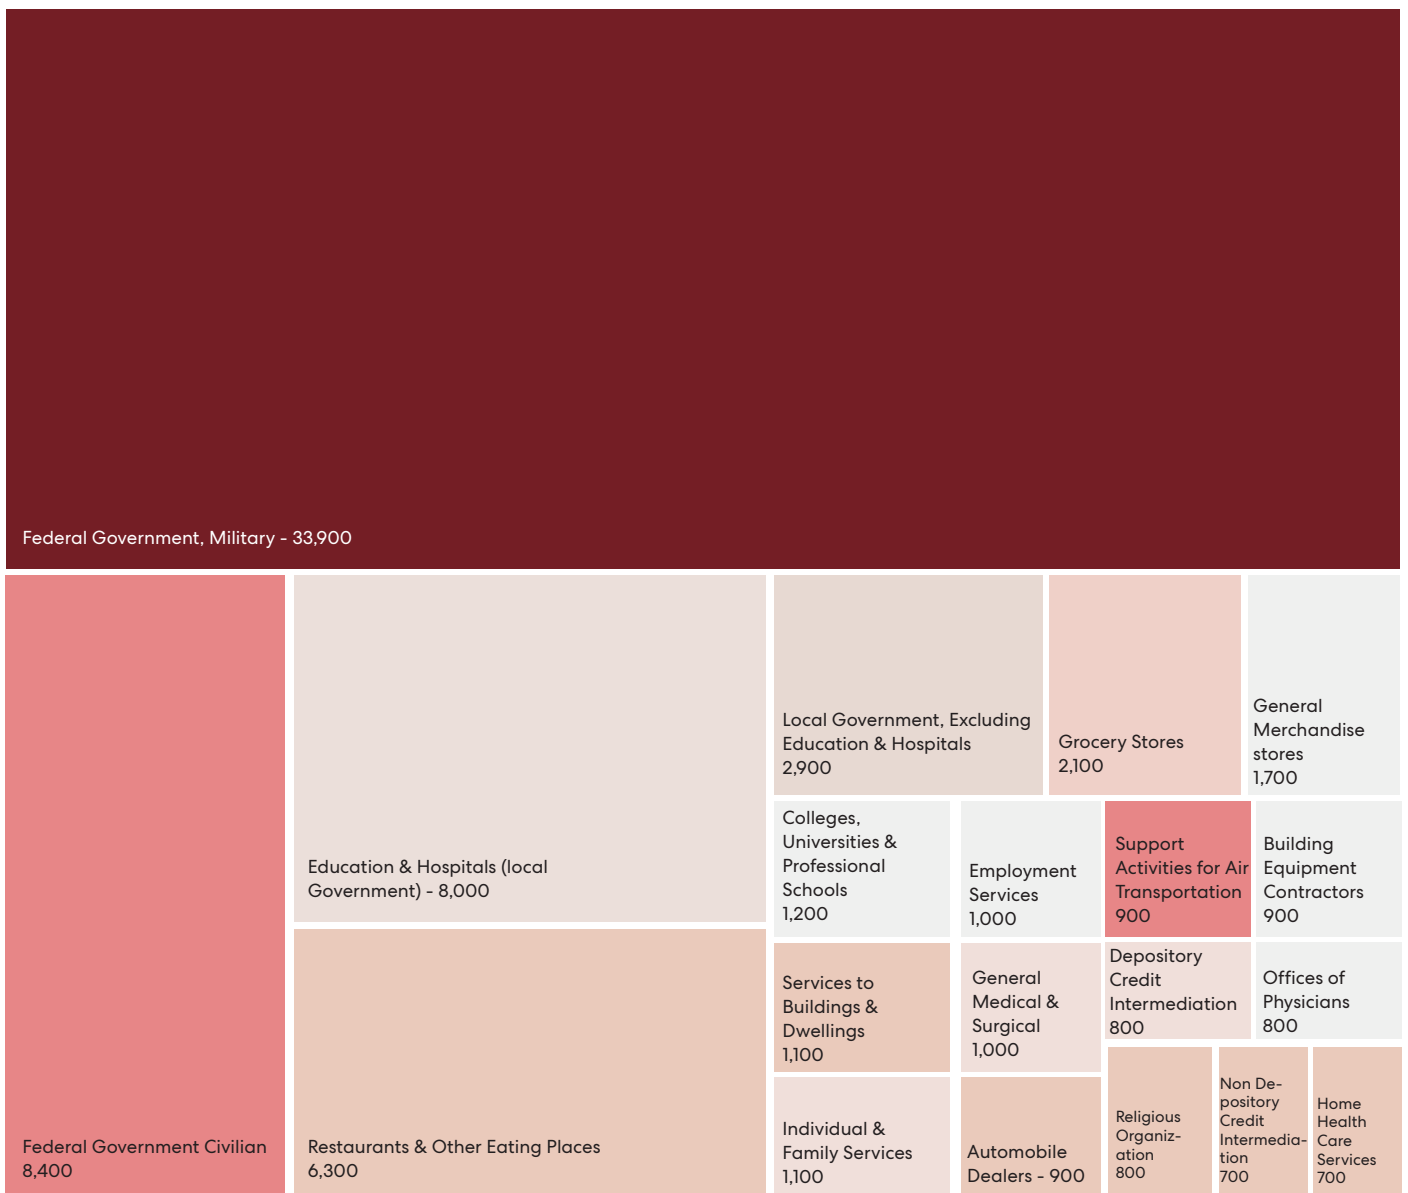 Federal Government, Military - 33,900
Federal Government Civilian
8,400
Education & Hospitals (local
Government) - 8,000
Restaurants & Other Eating Places
6,300
Local Government, Excluding
Education & Hospitals
2,900
Grocery Stores
2,100
General
Merchandise
stores
1,700
Colleges,
Universities &
Professional
Schools
1,200
Employment
Services
1,000
Support
Activities for Air
Transportation
900
Building
Equipment
Contractors
900
Services to
Buildings &
Dwellings
1,100
General
Medical &
Surgical
1,000
Depository
Credit
Intermediation
800
Offices of
Physicians
800
Individual &
Family Services
1,100
Automobile
Dealers - 900
Religious
Organiz-
ation
800
Non De-
pository
Credit
Intermedia-
tion
700
Home
Health
Care
Services
700